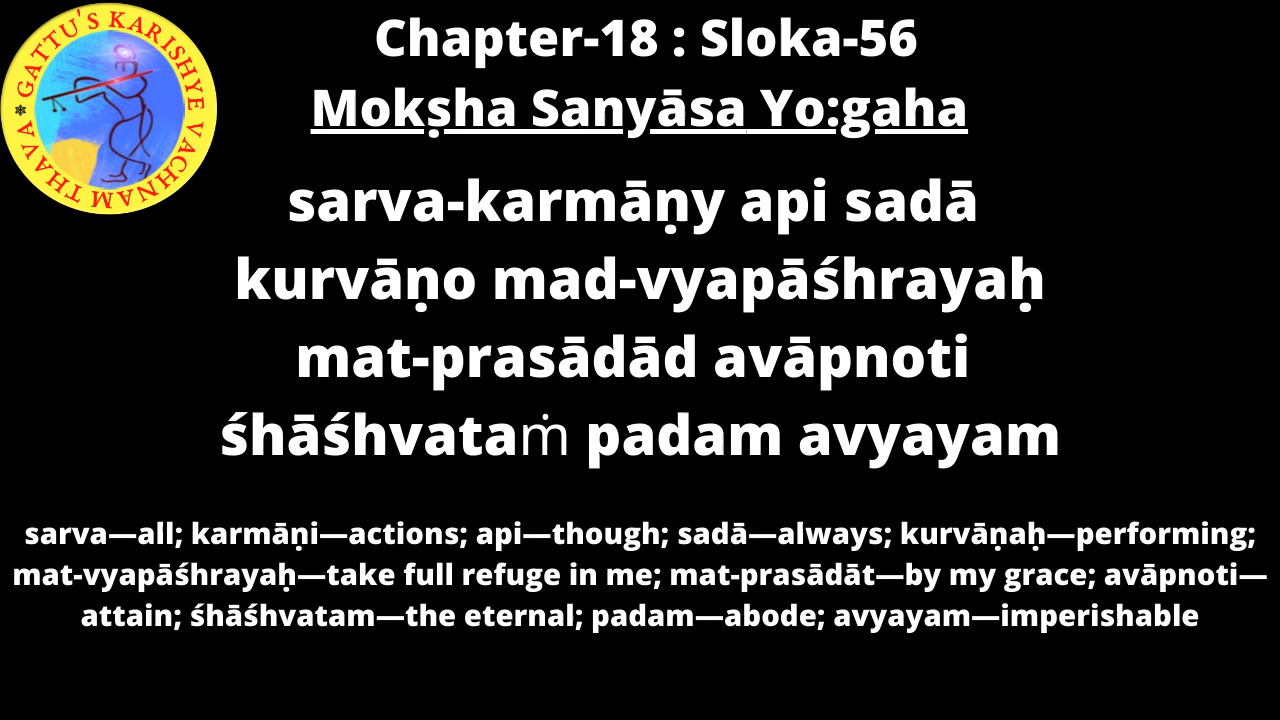 GATTU'S KARISHYE VACHNAM THAVA
Chapter-18 : Sloka-56
Mokṣha Sanyāsa Yo:gaha
sarva-karmāṇy api sadā
kurvāṇo mad-vyapāśhrayaḥ
mat-prasādād avāpnoti
śhāśhvataṁ padam avyayam
sarva—all; karmāṇi—actions; api—though; sadā—always; kurvāṇaḥ—performing;
mat-vyapāśhrayaḥ—take full refuge in me; mat-prasādāt—by my grace; avāpnoti—
attain; śhāśhvatam—the eternal; padam—abode; avyayam—imperishable